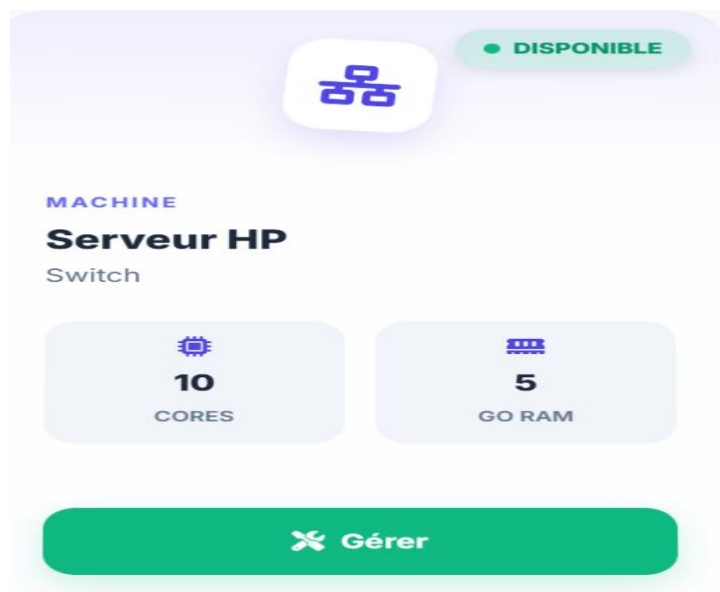 DISPONIBLE
MACHINE
Serveur HP
Switch
10
CORES
5
GO RAM
Gérer